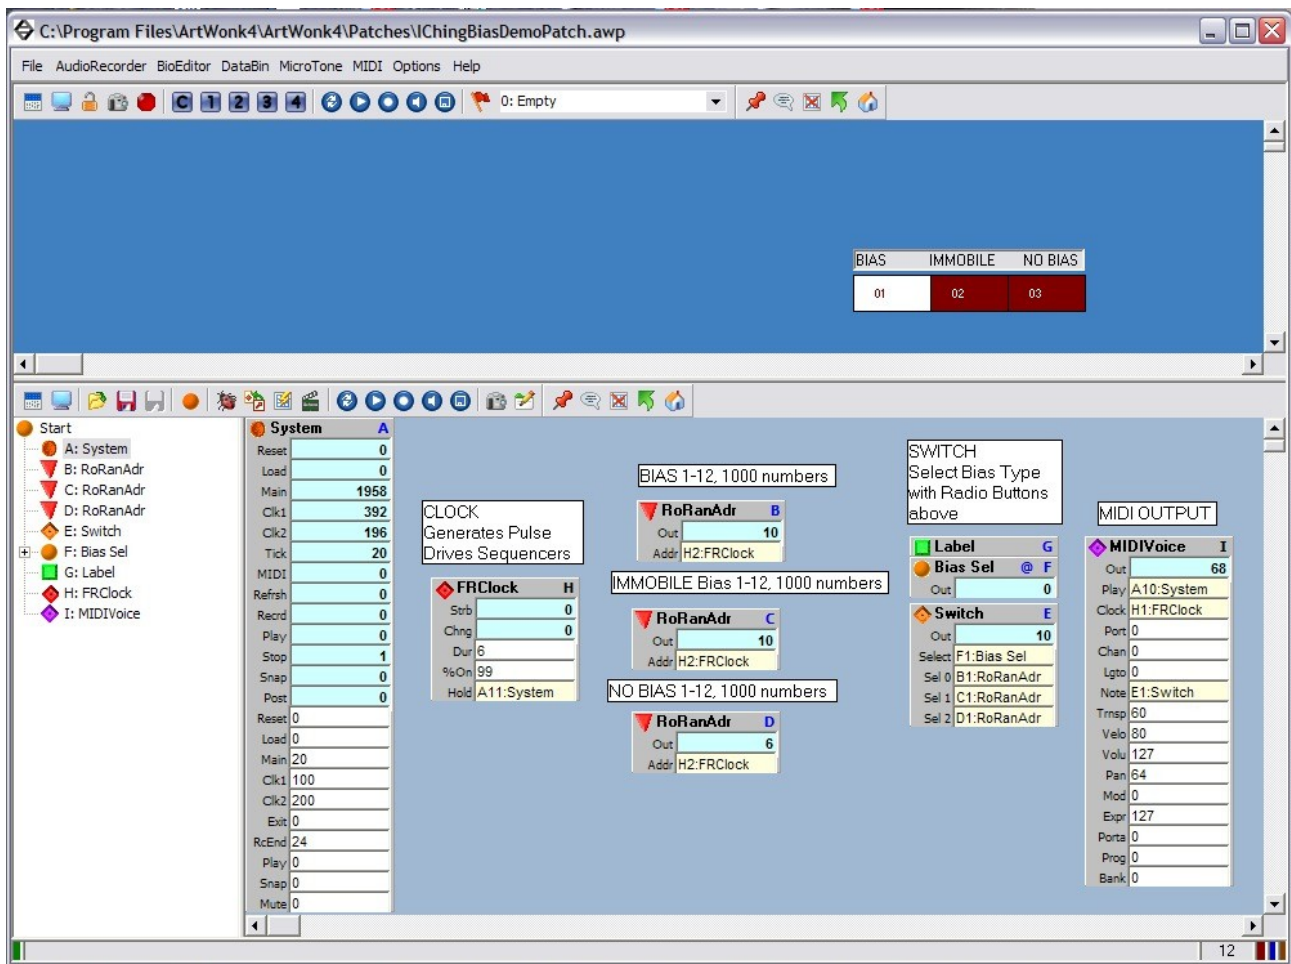 C:\Program Files\ArtWonk4\ArtWonk4\Patches\IChingBiasDemoPatch.awp
File AudioRecorder BioEditor DataBin MicroTone MIDI Options Help
C 1 2 3 4 0: Empty
BIAS IMMOBILE NO BIAS
01 02 03
Start
A: System
B: RoRanAdr
C: RoRanAdr
D: RoRanAdr
E: Switch
F: Bias Sel
G: Label
H: FRClock
I: MIDIVoice
System A
Reset 0
Load 0
Main 1958
Clk1 392
Clk2 196
Tick 20
MIDI 0
Refrsh 0
Recrd 0
Play 0
Stop 1
Snap 0
Post 0
Reset 0
Load 0
Main 20
Clk1 100
Clk2 200
Exit 0
RcEnd 24
Play 0
Snap 0
Mute 0
CLOCK
Generates Pulse
Drives Sequencers
FRClock H
Strb 0
Chng 0
Dur 6
%On 99
Hold A11:System
BIAS 1-12, 1000 numbers
RoRanAdr B
Out 10
Addr H2:FRClock
IMMOBILE Bias 1-12, 1000 numbers
RoRanAdr C
Out 10
Addr H2:FRClock
NO BIAS 1-12, 1000 numbers
RoRanAdr D
Out 6
Addr H2:FRClock
SWITCH
Select Bias Type
with Radio Buttons
above
Label G
Bias Sel @ F
Out 0
Switch E
Out 10
Select F1:Bias Sel
Sel 0 B1:RoRanAdr
Sel 1 C1:RoRanAdr
Sel 2 D1:RoRanAdr
MIDI OUTPUT
MIDIVoice I
Out 68
Play A10:System
Clock H1:FRClock
Port 0
Chan 0
Lgto 0
Note E1:Switch
Trnsp 60
Velo 80
Volu 127
Pan 64
Mod 0
Expr 127
Porta 0
Prog 0
Bank 0
12